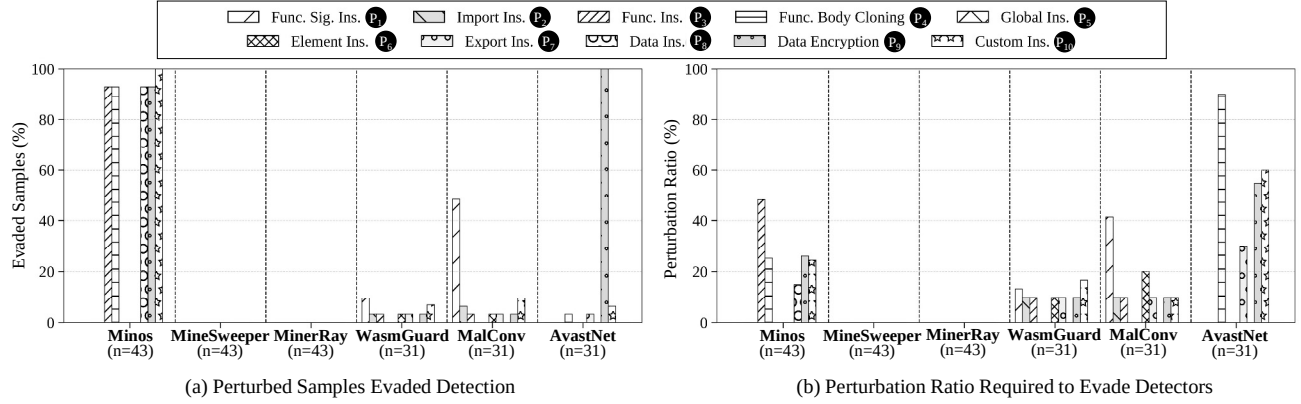 Func. Sig. Ins. P1 Import Ins. P2 Func. Ins. P3 Func. Body Cloning P4 Global Ins. P5
Element Ins. P6 Export Ins. P7 Data Ins. P8 Data Encryption P9 Custom Ins. P10
Evaded Samples (%)
100
80
60
40
20
0
Minos MineSweeper MinerRay WasmGuard MalConv AvastNet
(n=43) (n=43) (n=43) (n=31) (n=31) (n=31)
(a) Perturbed Samples Evaded Detection
Perturbation Ratio (%)
100
80
60
40
20
0
Minos MineSweeper MinerRay WasmGuard MalConv AvastNet
(n=43) (n=43) (n=43) (n=31) (n=31) (n=31)
(b) Perturbation Ratio Required to Evade Detectors